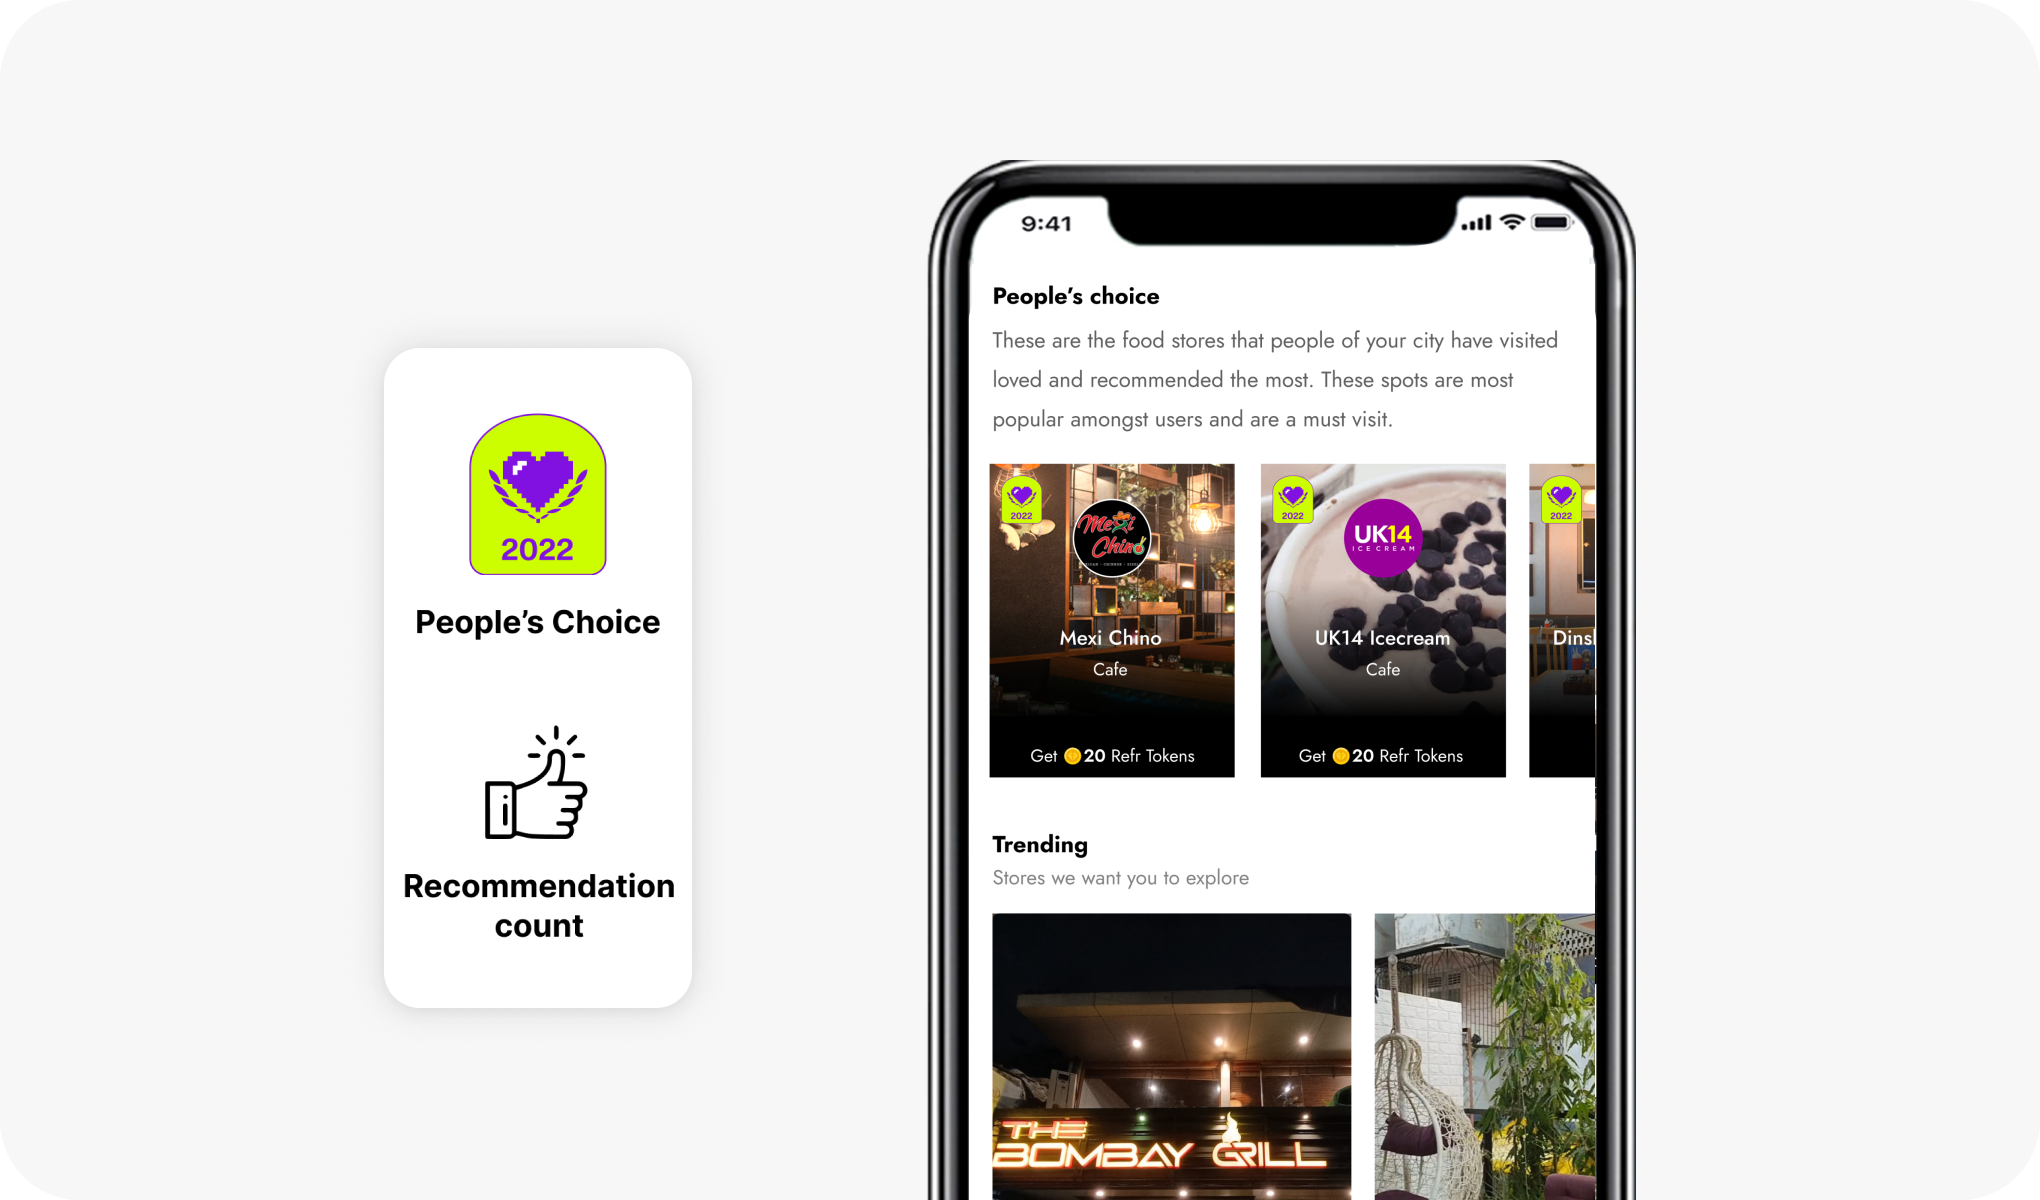 2022
People's Choice
Recommendation
count
9:41
People's choice
These are the food stores that people of your city have visited
loved and recommended the most. These spots are most
popular amongst users and are a must visit.
2022
Mexi
Chino
Mexi Chino
Cafe
Get 20 Refr Tokens
2022
UK14
ICE CREAM
UK14 Icecream
Cafe
Get 20 Refr Tokens
2022
Trending
Stores we want you to explore
THE
BOMBAY GRILL